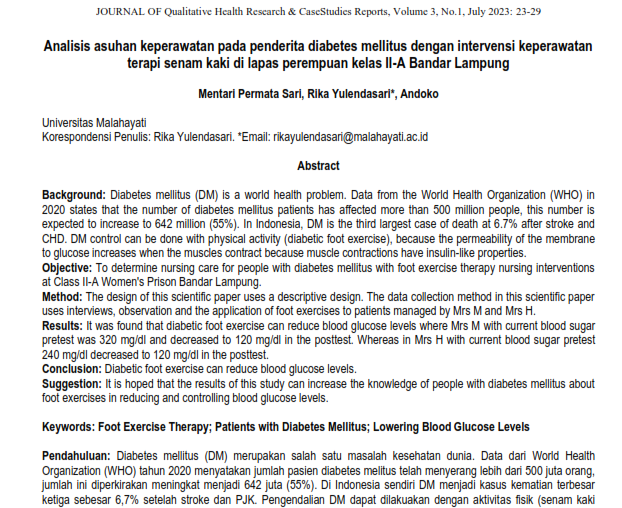 JOURNAL OF Qualitative Health Research & CaseStudies Reports, Volume 3, No.1, July 2023: 23-29
Analisis asuhan keperawatan pada penderita diabetes mellitus dengan intervensi keperawatan
terapi senam kaki di lapas perempuan kelas II-A Bandar Lampung
Mentari Permata Sari, Rika Yulendasari*, Andoko
Universitas Malahayati
Korespondensi Penulis: Rika Yulendasari. *Email: rikayulendasari@malahayati.ac.id
Abstract
Background: Diabetes mellitus (DM) is a world health problem. Data from the World Health Organization (WHO) in
2020 states that the number of diabetes mellitus patients has affected more than 500 million people, this number is
expected to increase to 642 million (55%). In Indonesia, DM is the third largest case of death at 6.7% after stroke and
CHD. DM control can be done with physical activity (diabetic foot exercise), because the permeability of the membrane
to glucose increases when the muscles contract because muscle contractions have insulin-like properties.
Objective: To determine nursing care for people with diabetes mellitus with foot exercise therapy nursing interventions
at Class II-A Women's Prison Bandar Lampung.
Method: The design of this scientific paper uses a descriptive design. The data collection method in this scientific paper
uses interviews, observation and the application of foot exercises to patients managed by Mrs M and Mrs H.
Results: It was found that diabetic foot exercise can reduce blood glucose levels where Mrs M with current blood sugar
pretest was 320 mg/dl and decreased to 120 mg/dl in the posttest. Whereas in Mrs H with current blood sugar pretest
240 mg/dl decreased to 120 mg/dl in the posttest.
Conclusion: Diabetic foot exercise can reduce blood glucose levels.
Suggestion: It is hoped that the results of this study can increase the knowledge of people with diabetes mellitus about
foot exercises in reducing and controlling blood glucose levels.
Keywords: Foot Exercise Therapy; Patients with Diabetes Mellitus; Lowering Blood Glucose Levels
Pendahuluan: Diabetes mellitus (DM) merupakan salah satu masalah kesehatan dunia. Data dari World Health
Organization (WHO) tahun 2020 menyatakan jumlah pasien diabetes melitus telah menyerang lebih dari 500 juta orang,
jumlah ini diperkirakan meningkat menjadi 642 juta (55%). Di Indonesia sendiri DM menjadi kasus kematian terbesar
ketiga sebesar 6,7% setelah stroke dan PJK. Pengendalian DM dapat dilakuakan dengan aktivitas fisik (senam kaki